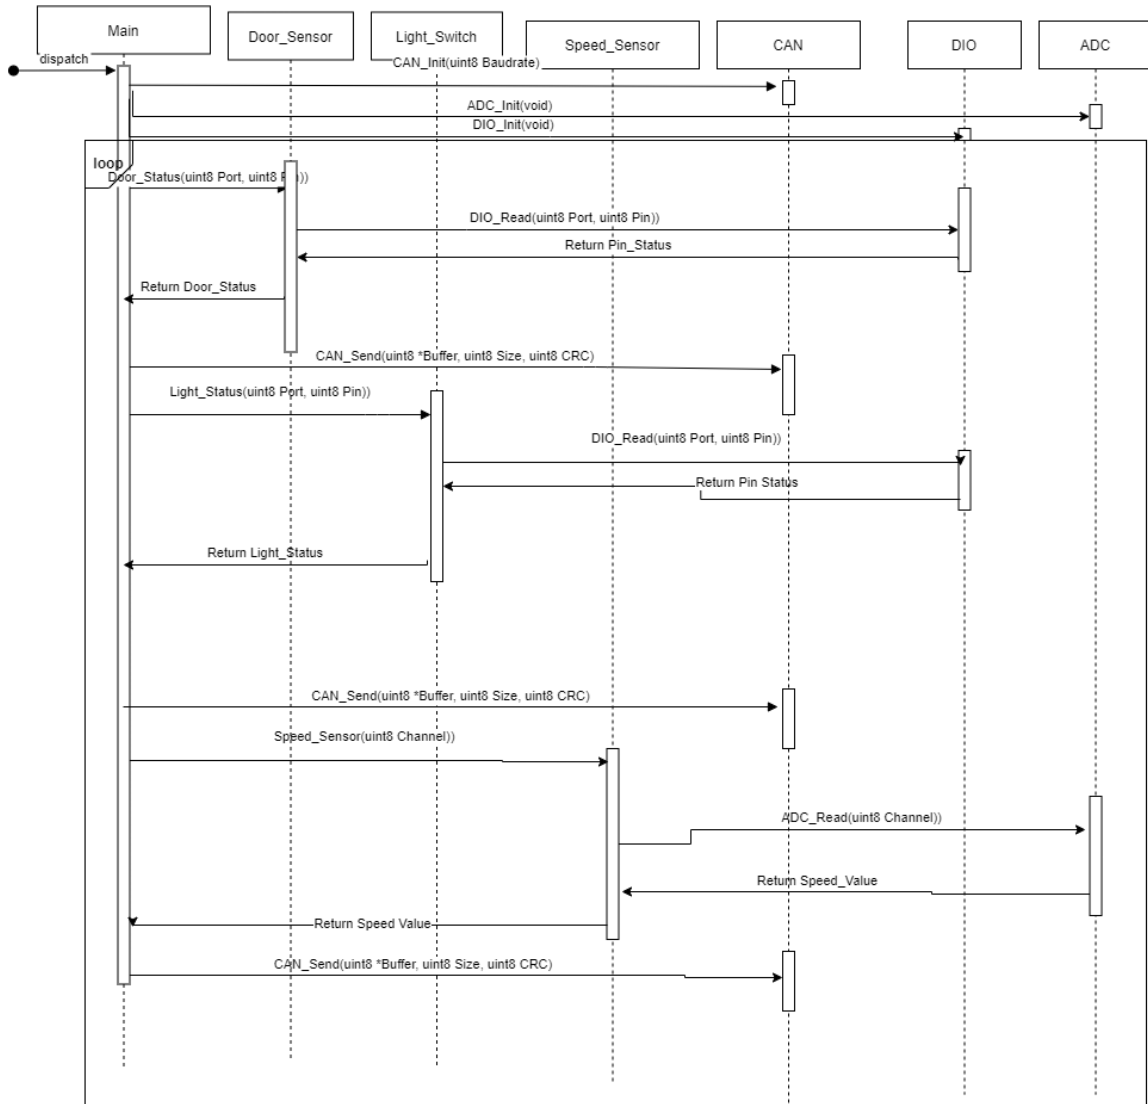 Main
Door_Sensor
Light_Switch
Speed_Sensor
CAN
DIO
ADC
dispatch
CAN_Init(uint8 Baudrate)
ADC_Init(void)
DIO_Init(void)
loop
Door_Status(uint8 Port, uint8 Pin))
DIO_Read(uint8 Port, uint8 Pin))
Return Pin_Status
Return Door_Status
CAN_Send(uint8 *Buffer, uint8 Size, uint8 CRC)
Light_Status(uint8 Port, uint8 Pin))
DIO_Read(uint8 Port, uint8 Pin))
Return Pin Status
Return Light_Status
CAN_Send(uint8 *Buffer, uint8 Size, uint8 CRC)
Speed_Sensor(uint8 Channel))
ADC_Read(uint8 Channel))
Return Speed_Value
Return Speed Value
CAN_Send(uint8 *Buffer, uint8 Size, uint8 CRC)